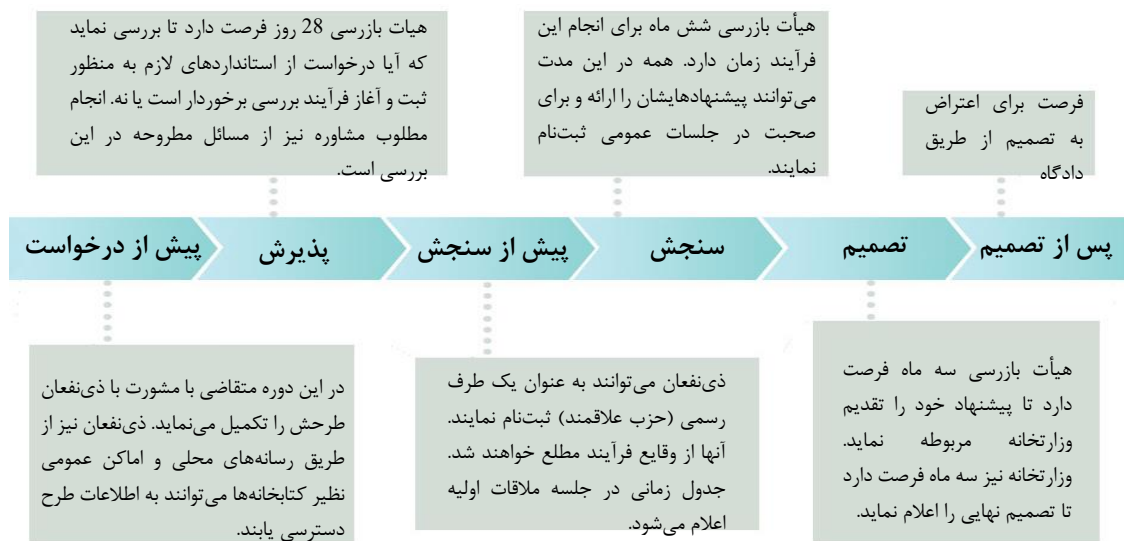 هیات بازرسی 28 روز فرصت دارد تا بررسی نماید
که آیا درخواست از استانداردهای لازم به منظور
ثبت و آغاز فرآیند بررسی برخوردار است یا نه. انجام
مطلوب مشاوره نیز از مسائل مطروحه در این
بررسی است.
هیأت بازرسی شش ماه برای انجام این
فرآیند زمان دارد. همه در این مدت
می‌توانند پیشنهادهایشان را ارائه و برای
صحبت در جلسات عمومی ثبت‌نام
نمایند.
فرصت برای اعتراض
به تصمیم از طریق
دادگاه
پیش از درخواست
پذیرش
پیش از سنجش
سنجش
تصمیم
پس از تصمیم
در این دوره متقاضی با مشورت با ذی‌نفعان
طرحش را تکمیل می‌نماید. ذی‌نفعان نیز از
طریق رسانه‌های محلی و اماکن عمومی
نظیر کتابخانه‌ها می‌توانند به اطلاعات طرح
دسترسی یابند.
ذی‌نفعان می‌توانند به عنوان یک طرف
رسمی (حزب علاقمند) ثبت‌نام نمایند.
آنها از وقایع فرآیند مطلع خواهند شد.
جدول زمانی در جلسه ملاقات اولیه
اعلام می‌شود.
هیأت بازرسی سه ماه فرصت
دارد تا پیشنهاد خود را تقدیم
وزارتخانه مربوطه نماید.
وزارتخانه نیز سه ماه فرصت دارد
تا تصمیم نهایی را اعلام نماید.